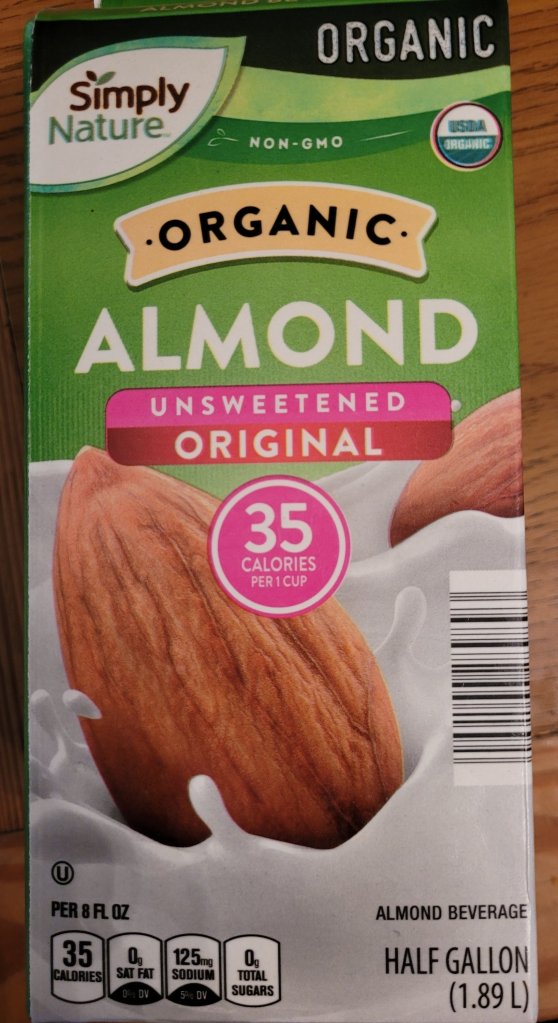 ORGANIC
Simply
Nature™
NON-GMO
USDA
ORGANIC
·ORGANIC·
ALMOND
UNSWEETENED
ORIGINAL
35
CALORIES
PER 1 CUP
U
PER 8 FL OZ
35
CALORIES
0g
SAT FAT
0% DV
125mg
SODIUM
5% DV
0g
TOTAL
SUGARS
ALMOND BEVERAGE
HALF GALLON
(1.89 L)